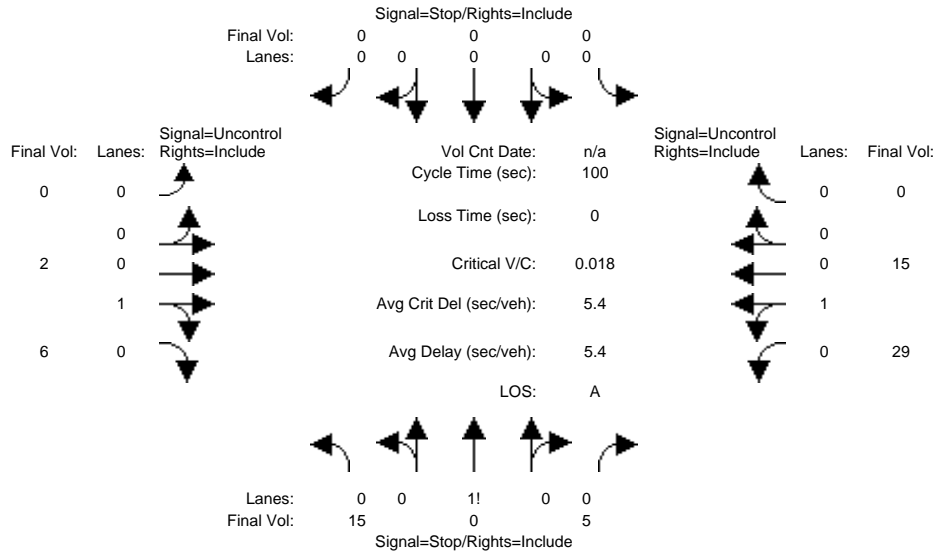 Signal=Stop/Rights=Include
Final Vol: 0 0 0
Lanes: 0 0 0 0 0
Signal=Uncontrol Signal=Uncontrol
Final Vol: Lanes: Rights=Include Vol Cnt Date: n/a Rights=Include Lanes: Final Vol:
Cycle Time (sec): 100
0 0 0 0
Loss Time (sec): 0
0 0
2 0 Critical V/C: 0.018 0 15
1 Avg Crit Del (sec/veh): 5.4 1
6 0 Avg Delay (sec/veh): 5.4 0 29
LOS: A
Lanes: 0 0 1! 0 0
Final Vol: 15 0 5
Signal=Stop/Rights=Include